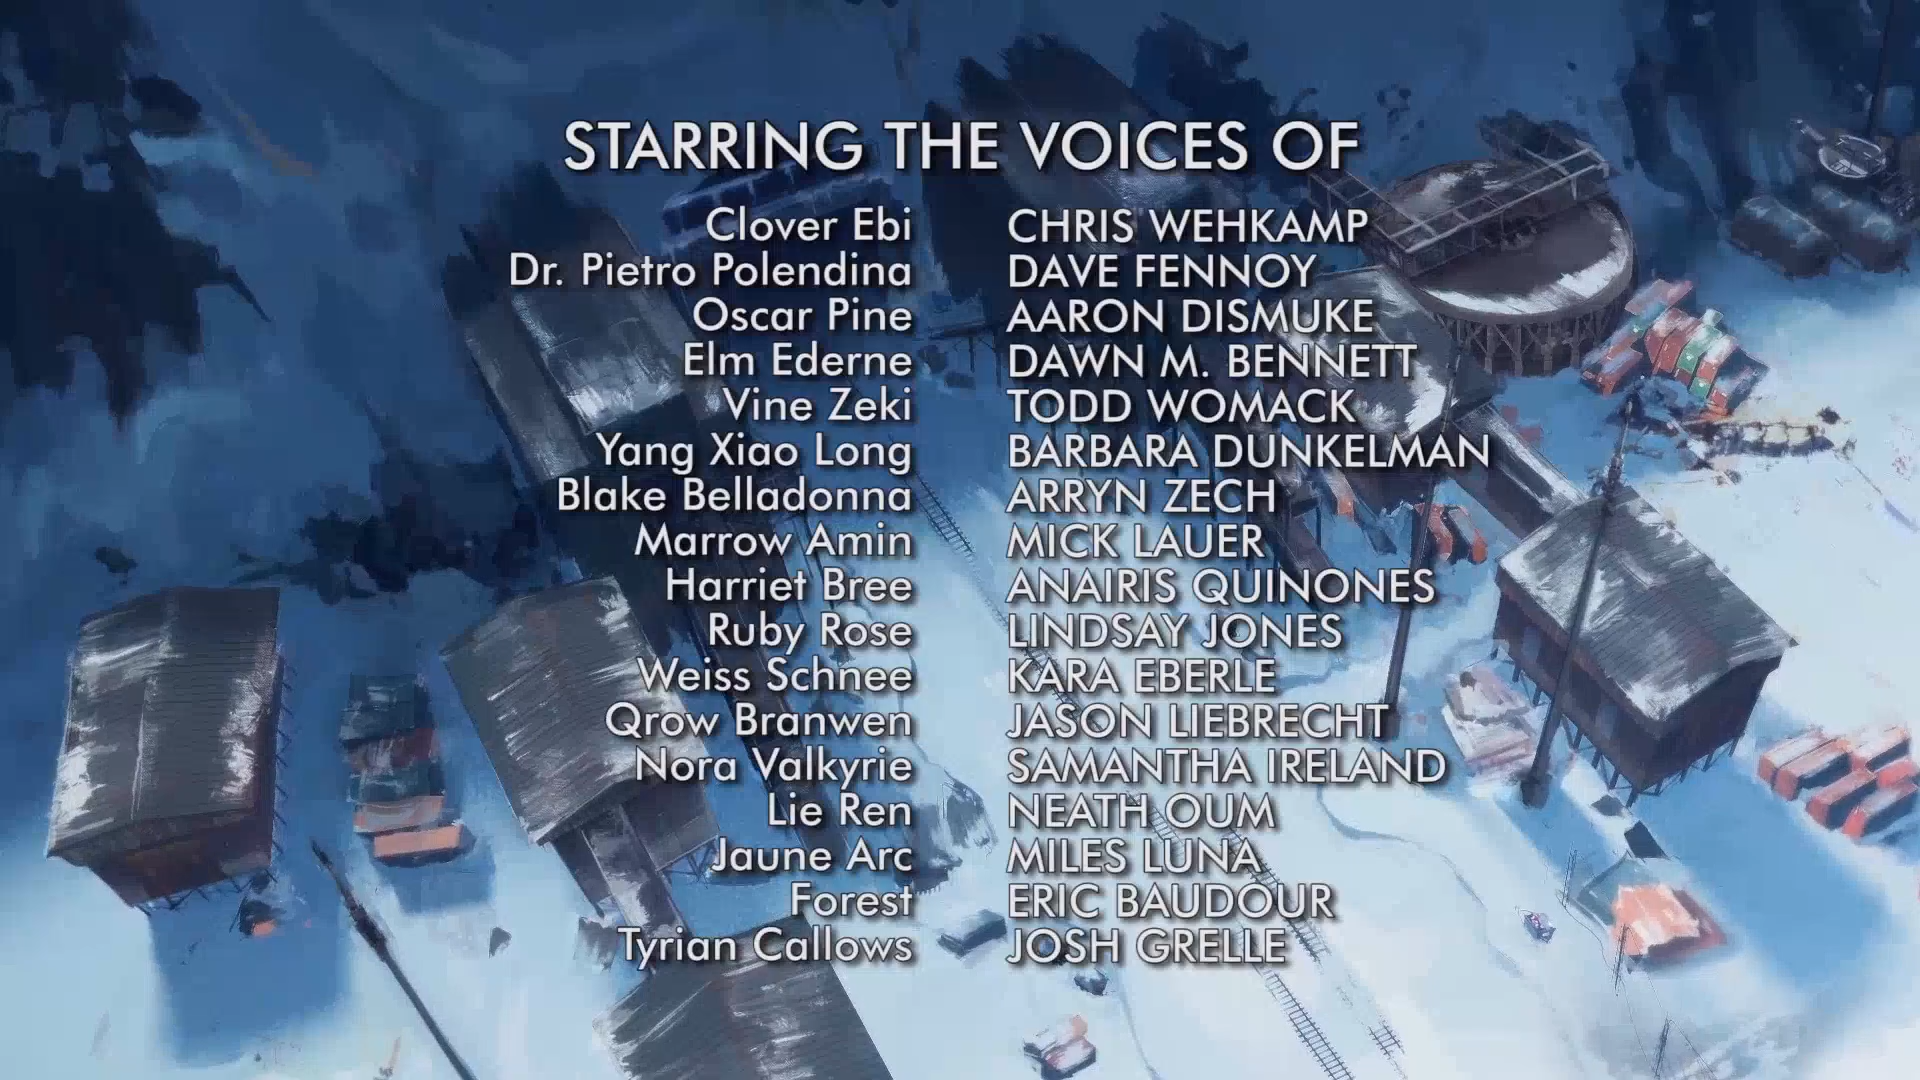 STARRING THE VOICES OF
Clover Ebi CHRIS WEHKAMP
Dr. Pietro Polendina DAVE FENNOY
Oscar Pine AARON DISMUKE
Elm Ederne DAWN M. BENNETT
Vine Zeki TODD WOMACK
Yang Xiao Long BARBARA DUNKELMAN
Blake Belladonna ARRYN ZECH
Marrow Amin MICK LAUER
Harriet Bree ANAIRIS QUINONES
Ruby Rose LINDSAY JONES
Weiss Schnee KARA EBERLE
Qrow Branwen JASON LIEBRECHT
Nora Valkyrie SAMANTHA IRELAND
Lie Ren NEATH OUM
Jaune Arc MILES LUNA
Forest ERIC BAUDOUR
Tyrian Callows JOSH GRELLE